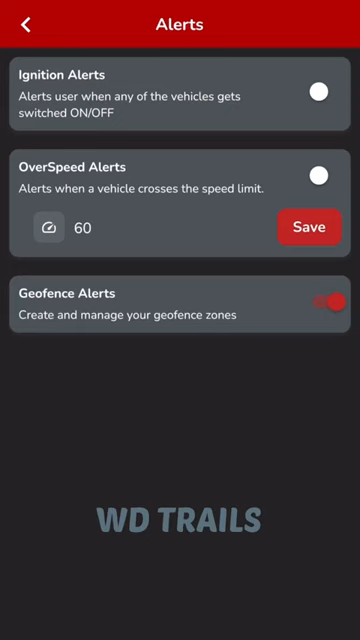 Alerts
Ignition Alerts
Alerts user when any of the vehicles gets
switched ON/OFF
OverSpeed Alerts
Alerts when a vehicle crosses the speed limit.
60
Save
Geofence Alerts
Create and manage your geofence zones
WD TRAILS